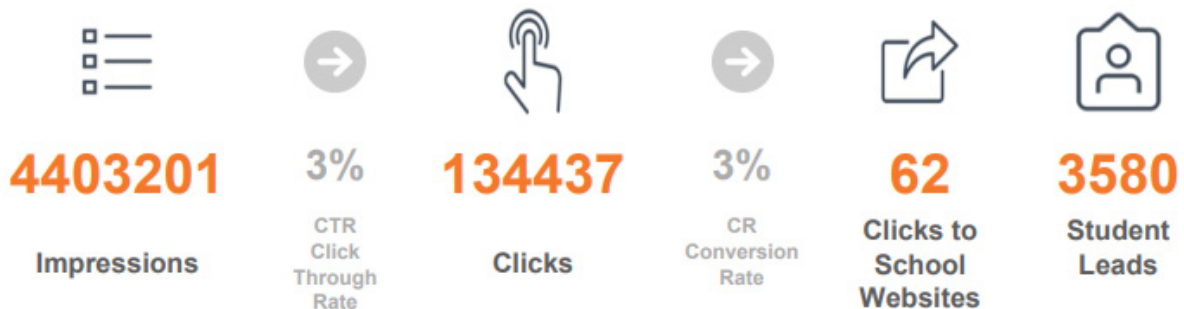 4403201
Impressions
3%
CTR
Click
Through
Rate
134437
Clicks
3%
CR
Conversion
Rate
62
Clicks to
School
Websites
3580
Student
Leads